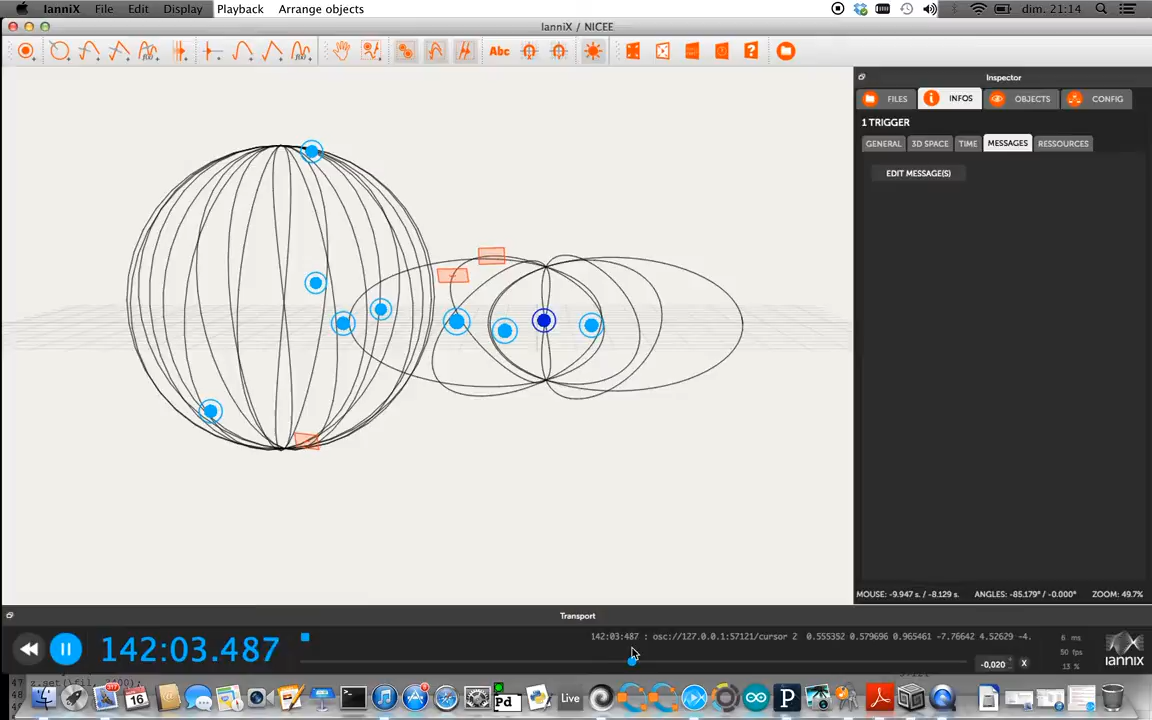 IanniX File Edit Display Playback Arrange objects dim. 21:14
IanniX / NICEE
f(x) f(x) Abc ?
Inspector
FILES INFOS OBJECTS CONFIG
1 TRIGGER
GENERAL 3D SPACE TIME MESSAGES RESSOURCES
EDIT MESSAGE(S)
MOUSE: -9.947 s. / -8.129 s. ANGLES: -85.179° / -0.000° ZOOM: 49.7%
Transport
142:03.487
142:03:487 : osc://127.0.0.1:57121/cursor 2 0.555352 0.579696 0.965461 -7.76642 4.52629 -4.
6 ms
50 fps
13 %
-0,020 X
iannix
16 Pd Live P